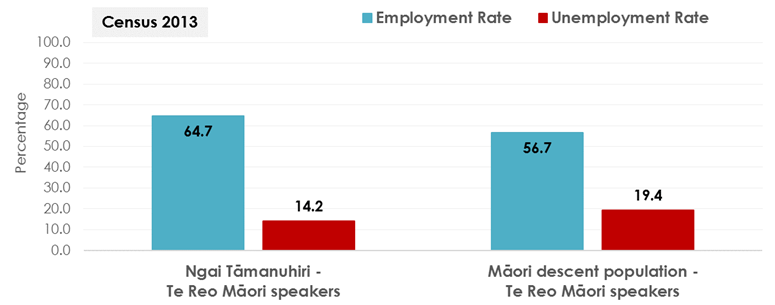 Census 2013
Employment Rate
Unemployment Rate
Percentage
100.0
90.0
80.0
70.0
60.0
50.0
40.0
30.0
20.0
10.0
0.0
64.7
14.2
56.7
19.4
Ngai Tāmanuhiri -
Te Reo Māori speakers
Māori descent population -
Te Reo Māori speakers